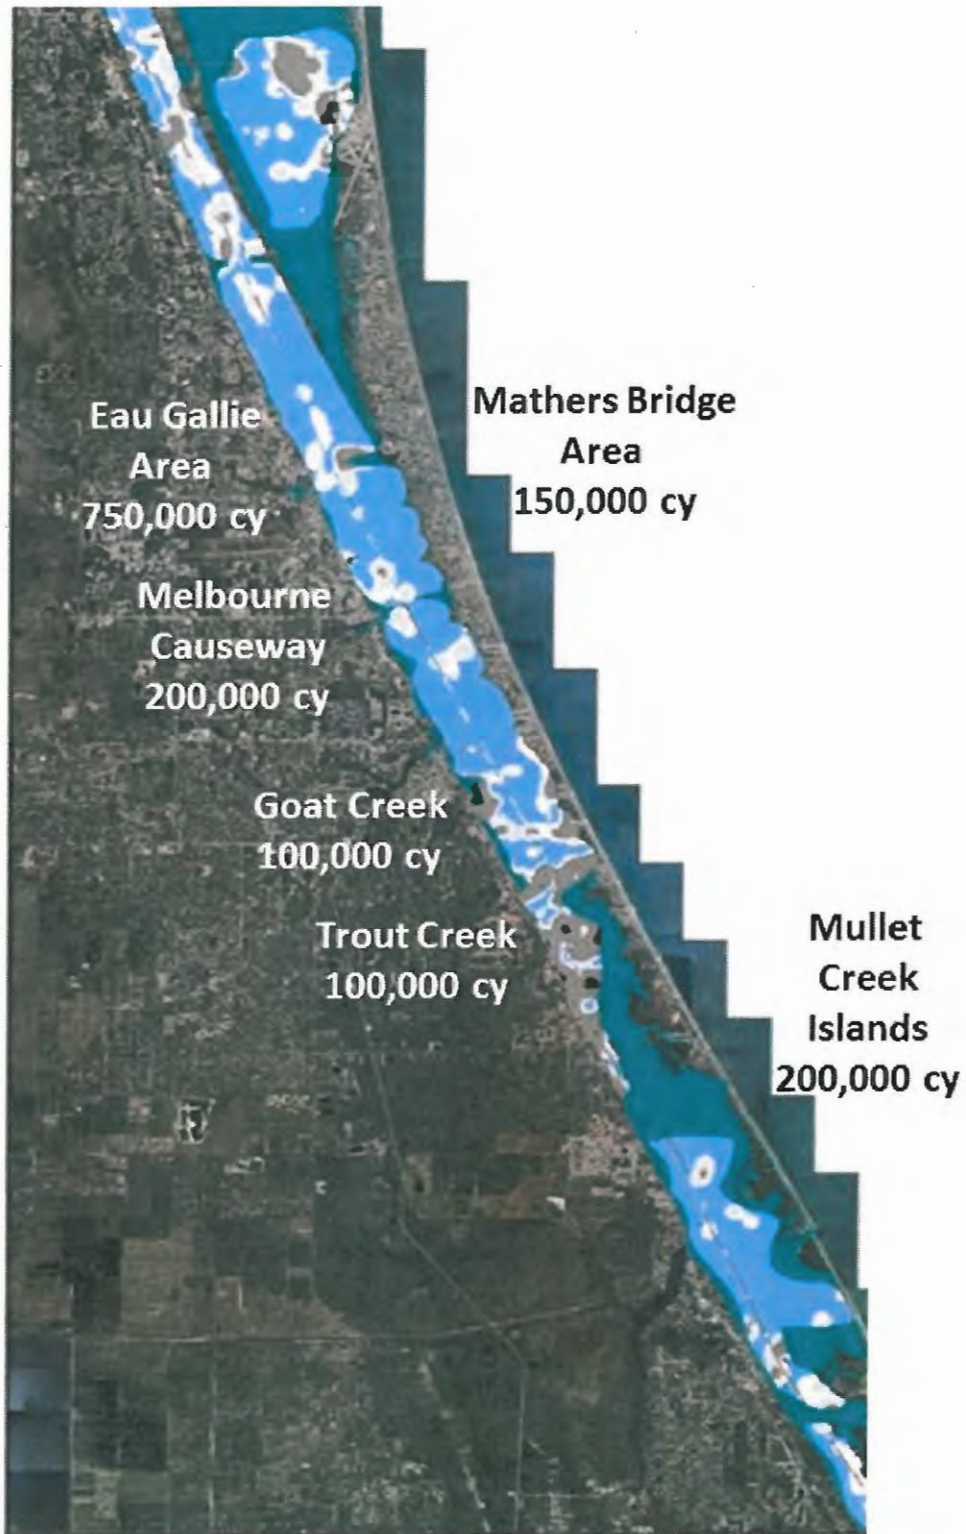 Eau Gallie
Area
750,000 cy
Mathers Bridge
Area
150,000 cy
Melbourne
Causeway
200,000 cy
Goat Creek
100,000 cy
Trout Creek
100,000 cy
Mullet
Creek
Islands
200,000 cy